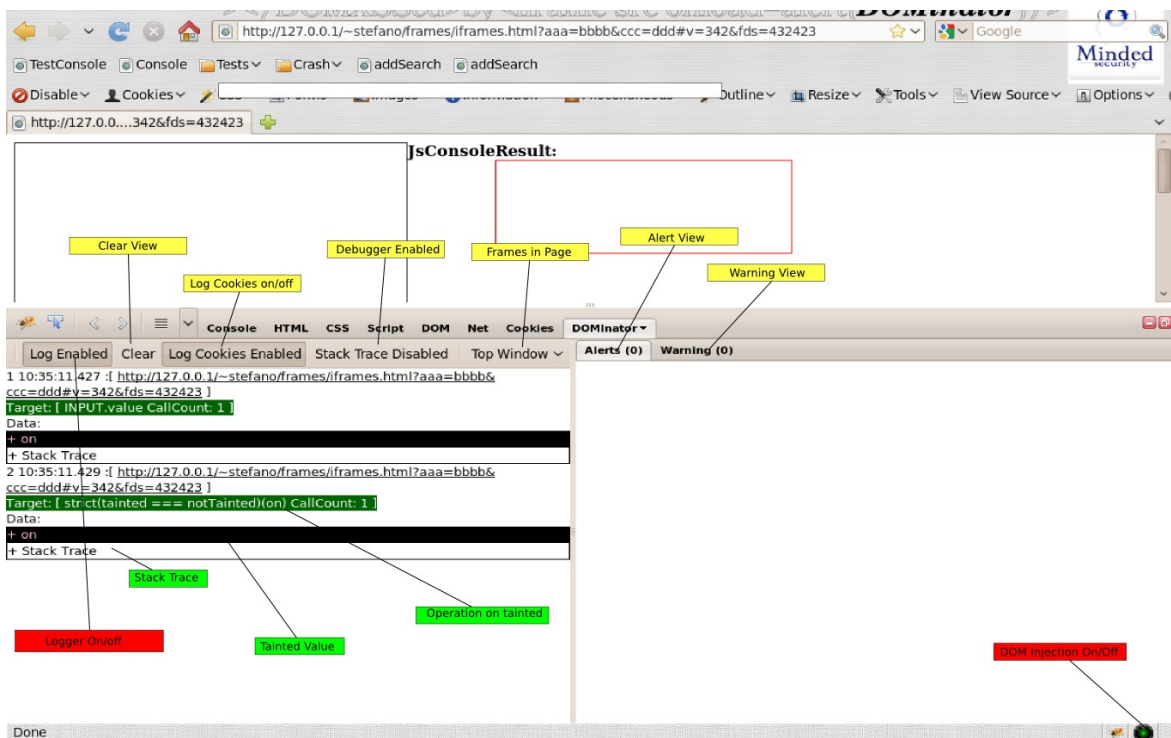 ></DOMXSSed> by <iframe src onload=alert(DOMinator)/>
http://127.0.0.1/~stefano/frames/iframes.html?aaa=bbbb&ccc=ddd#v=342&fds=432423
Google
Minded
security
TestConsole
Console
Tests
Crash
addSearch
addSearch
Disable
Cookies
Outline
Resize
Tools
View Source
Options
http://127.0.0....342&fds=432423
JsConsoleResult:
Clear View
Debugger Enabled
Frames in Page
Alert View
Log Cookies on/off
Warning View
Console HTML CSS Script DOM Net Cookies DOMInator
Log Enabled Clear Log Cookies Enabled Stack Trace Disabled Top Window
Alerts (0) Warning (0)
1 10:35:11.427 :[ http://127.0.0.1/~stefano/frames/iframes.html?aaa=bbbb&
ccc=ddd#v=342&fds=432423 ]
Target: [ INPUT.value CallCount: 1 ]
Data:
+ on
+ Stack Trace
2 10:35:11.429 :[ http://127.0.0.1/~stefano/frames/iframes.html?aaa=bbbb&
ccc=ddd#v=342&fds=432423 ]
Target: [ strict(tainted === notTainted)(on) CallCount: 1 ]
Data:
+ on
+ Stack Trace
Stack Trace
Operation on tainted
Logger On/off
Tainted Value
DOM Injection On/Off
Done